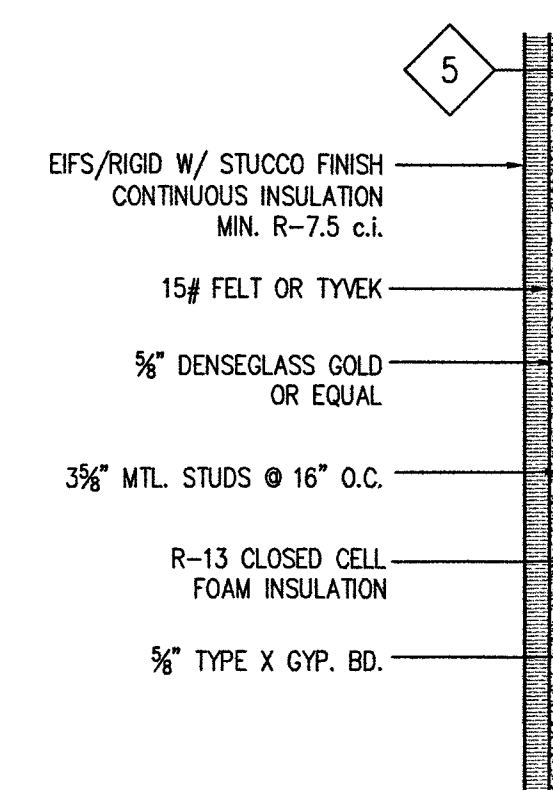 5
EIFS/RIGID W/ STUCCO FINISH
CONTINUOUS INSULATION
MIN. R-7.5 c.i.
15# FELT OR TYVEK
⅝" DENSEGLASS GOLD
OR EQUAL
3⅝" MTL. STUDS @ 16" O.C.
R-13 CLOSED CELL
FOAM INSULATION
⅝" TYPE X GYP. BD.